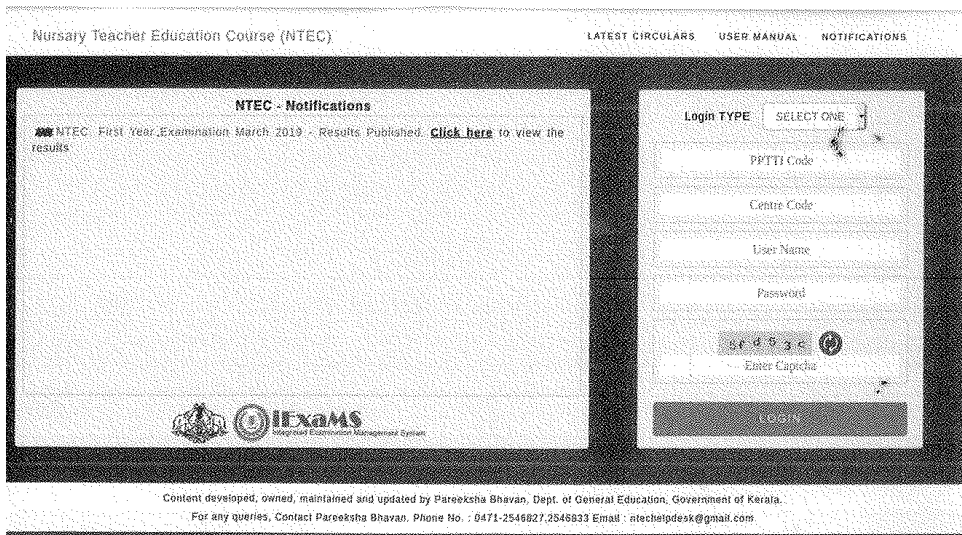 Nursary Teacher Education Course (NTEC)
LATEST CIRCULARS USER MANUAL NOTIFICATIONS
NTEC - Notifications
NTEC First Year Examination March 2019 - Results Published. Click here to view the
results
Login TYPE SELECT ONE
PPTTI Code
Centre Code
User Name
Password
Enter Captcha
LOGIN
iExaMS
Integrated Examination Management System
Content developed, owned, maintained and updated by Pareeksha Bhavan, Dept. of General Education, Government of Kerala.
For any queries, Contact Pareeksha Bhavan, Phone No. : 0471-2546827,2546833 Email : ntechelpdesk@gmail.com